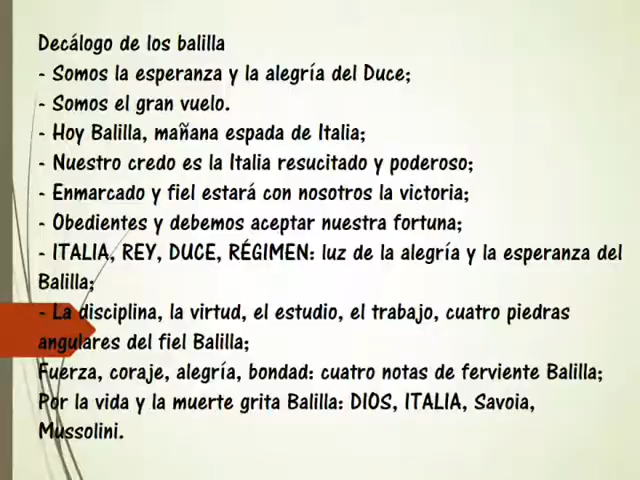 Decálogo de los balilla
- Somos la esperanza y la alegría del Duce;
- Somos el gran vuelo.
- Hoy Balilla, mañana espada de Italia;
- Nuestro credo es la Italia resucitado y poderoso;
- Enmarcado y fiel estará con nosotros la victoria;
- Obedientes y debemos aceptar nuestra fortuna;
- ITALIA, REY, DUCE, RÉGIMEN: luz de la alegría y la esperanza del
Balilla;
- La disciplina, la virtud, el estudio, el trabajo, cuatro piedras
angulares del fiel Balilla;
Fuerza, coraje, alegría, bondad: cuatro notas de ferviente Balilla;
Por la vida y la muerte grita Balilla: DIOS, ITALIA, Savoia,
Mussolini.